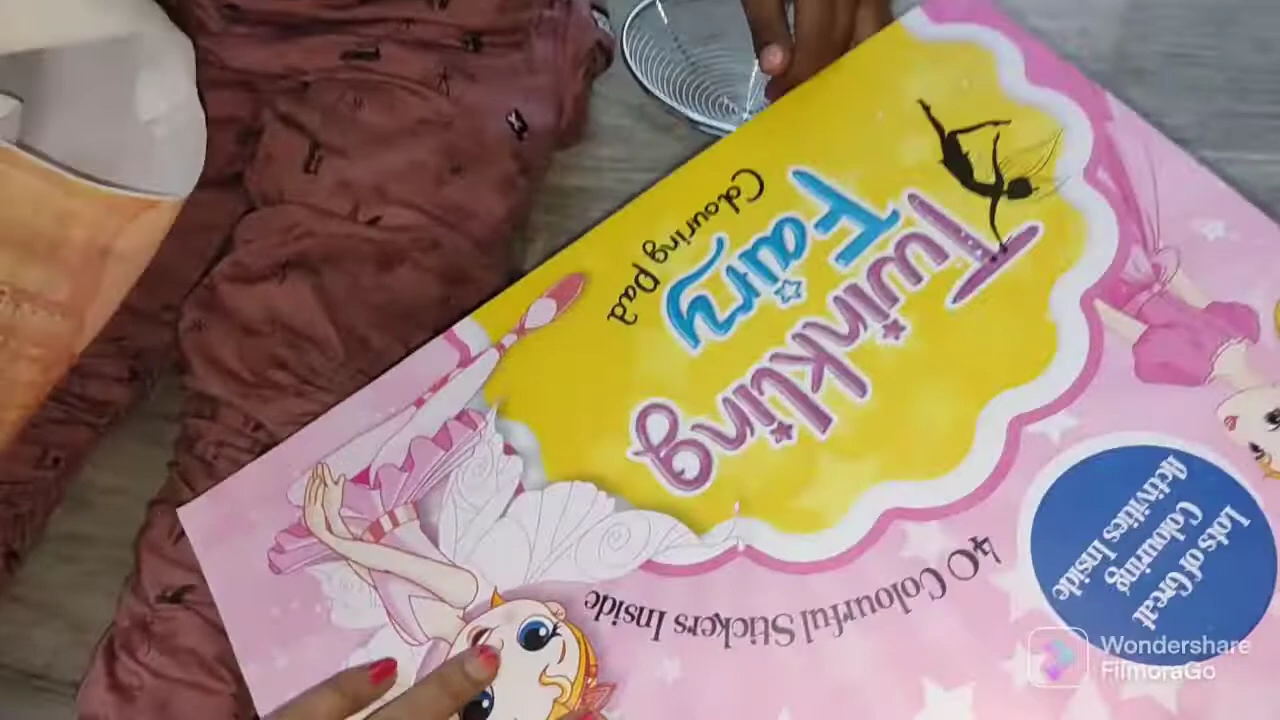 Twinkling
Fairy
Colouring Pad
40 Colourful Stickers Inside
Lots of Great
Colouring
Activities Inside
Wondershare
FilmoraGo